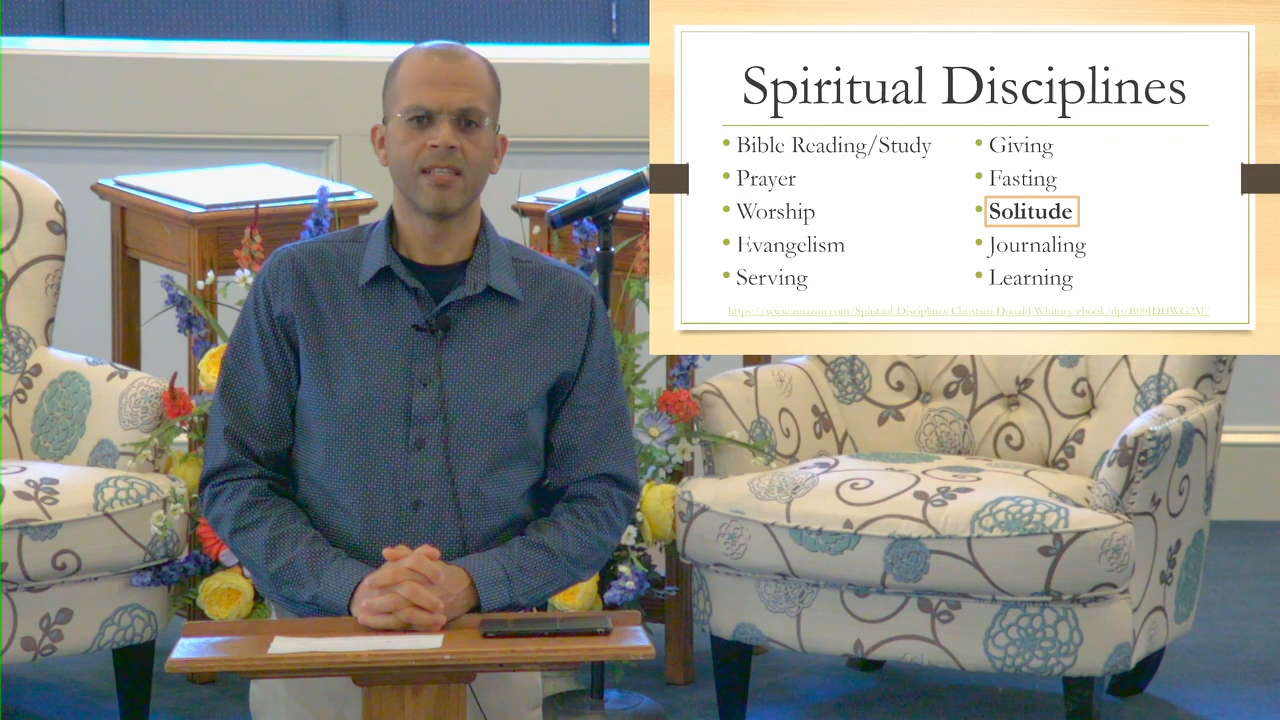 Spiritual Disciplines
• Bible Reading/Study
• Prayer
• Worship
• Evangelism
• Serving
• Giving
• Fasting
• Solitude
• Journaling
• Learning